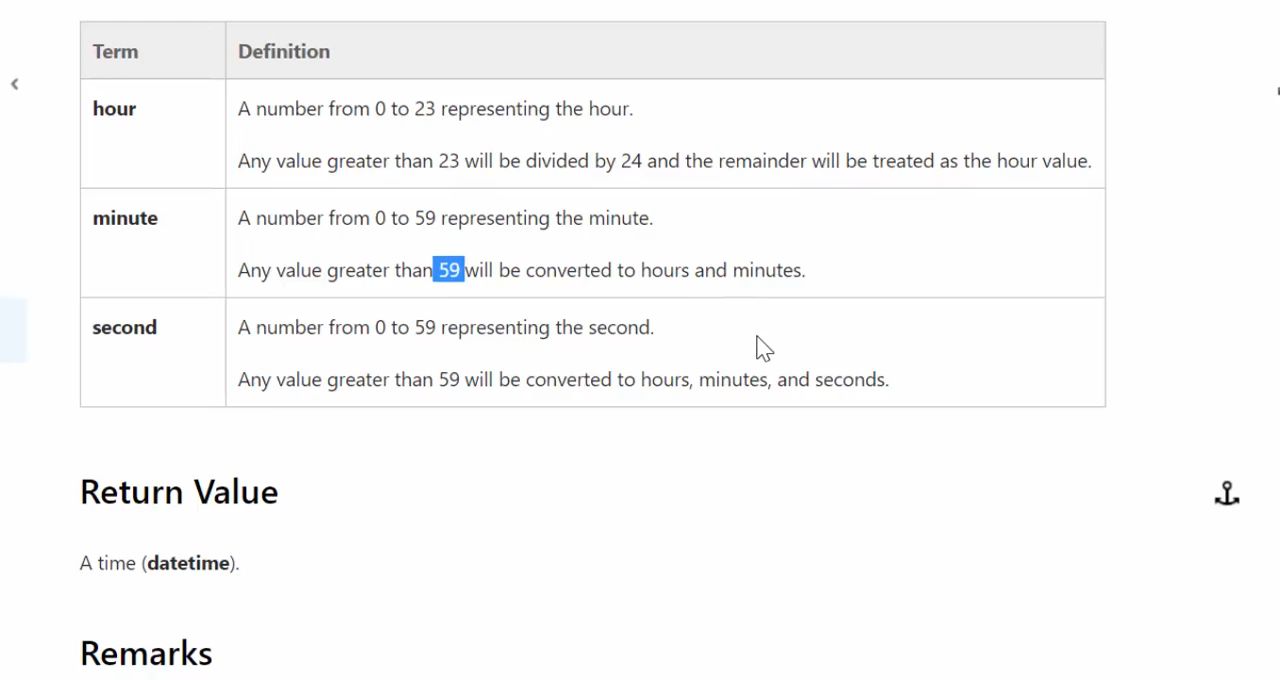 Term Definition
hour A number from 0 to 23 representing the hour.
Any value greater than 23 will be divided by 24 and the remainder will be treated as the hour value.
minute A number from 0 to 59 representing the minute.
Any value greater than 59 will be converted to hours and minutes.
second A number from 0 to 59 representing the second.
Any value greater than 59 will be converted to hours, minutes, and seconds.
Return Value
A time (datetime).
Remarks